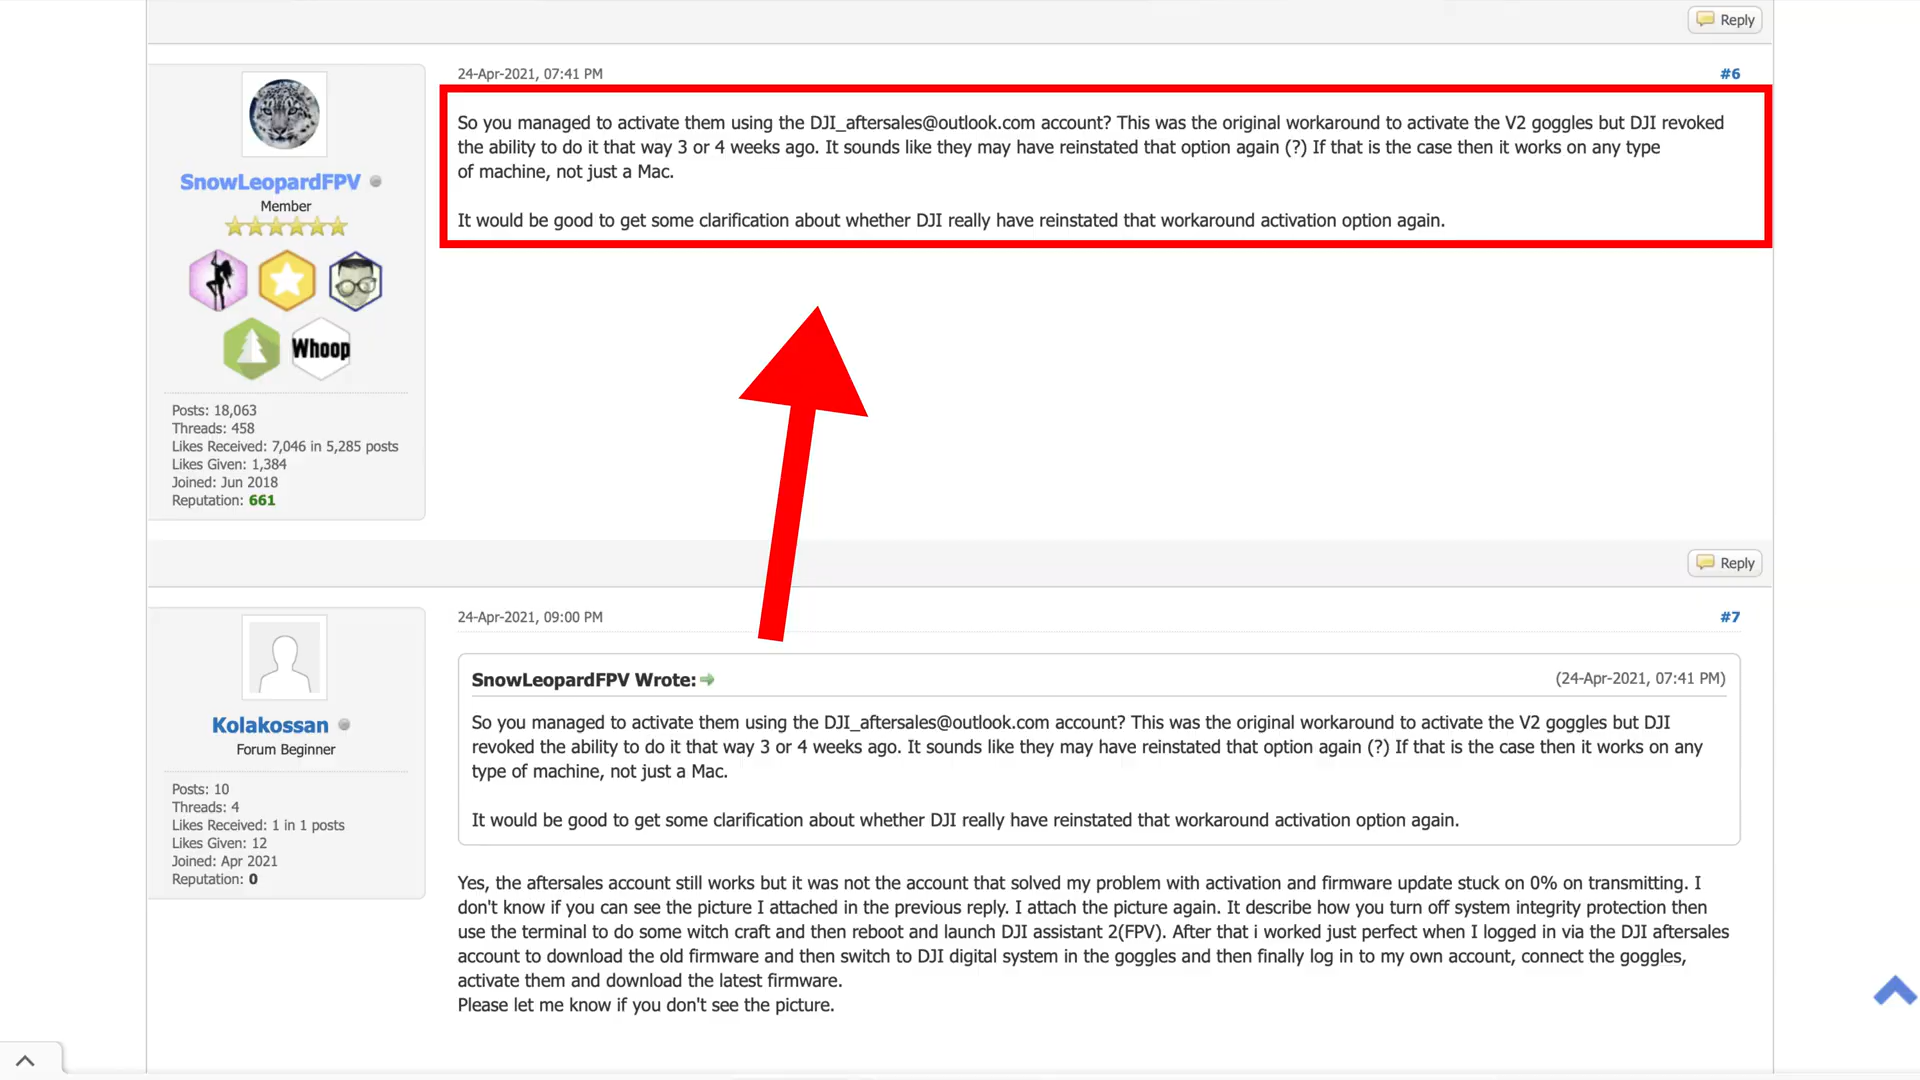 Reply
24-Apr-2021, 07:41 PM
#6
So you managed to activate them using the DJI_aftersales@outlook.com account? This was the original workaround to activate the V2 goggles but DJI revoked
the ability to do it that way 3 or 4 weeks ago. It sounds like they may have reinstated that option again (?) If that is the case then it works on any type
of machine, not just a Mac.
It would be good to get some clarification about whether DJI really have reinstated that workaround activation option again.
SnowLeopardFPV
Member
Whoop
Posts: 18,063
Threads: 458
Likes Received: 7,046 in 5,285 posts
Likes Given: 1,384
Joined: Jun 2018
Reputation: 661
Reply
24-Apr-2021, 09:00 PM
#7
Kolakossan
Forum Beginner
Posts: 10
Threads: 4
Likes Received: 1 in 1 posts
Likes Given: 12
Joined: Apr 2021
Reputation: 0
SnowLeopardFPV Wrote:
(24-Apr-2021, 07:41 PM)
So you managed to activate them using the DJI_aftersales@outlook.com account? This was the original workaround to activate the V2 goggles but DJI
revoked the ability to do it that way 3 or 4 weeks ago. It sounds like they may have reinstated that option again (?) If that is the case then it works on any
type of machine, not just a Mac.
It would be good to get some clarification about whether DJI really have reinstated that workaround activation option again.
Yes, the aftersales account still works but it was not the account that solved my problem with activation and firmware update stuck on 0% on transmitting. I
don't know if you can see the picture I attached in the previous reply. I attach the picture again. It describe how you turn off system integrity protection then
use the terminal to do some witch craft and then reboot and launch DJI assistant 2(FPV). After that i worked just perfect when I logged in via the DJI aftersales
account to download the old firmware and then switch to DJI digital system in the goggles and then finally log in to my own account, connect the goggles,
activate them and download the latest firmware.
Please let me know if you don't see the picture.